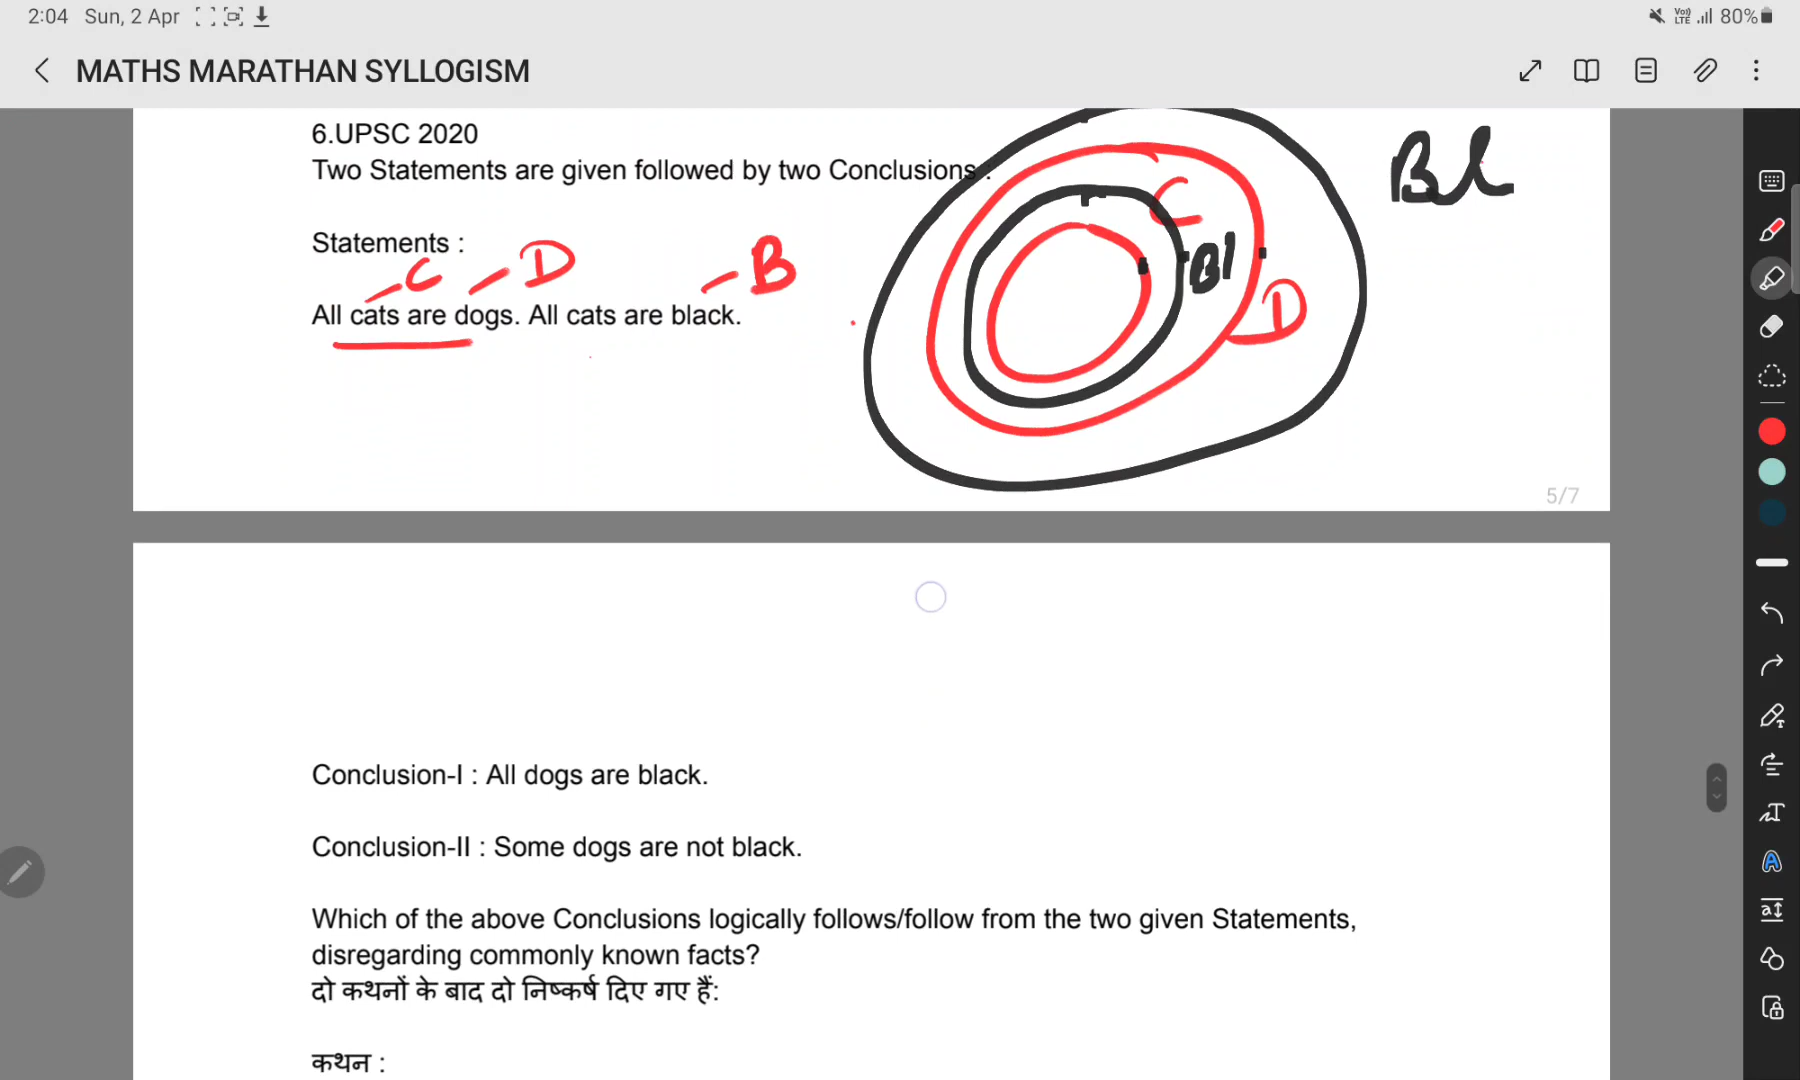 2:04 Sun, 2 Apr
Vo)) LTE 80%
MATHS MARATHAN SYLLOGISM
6.UPSC 2020
Two Statements are given followed by two Conclusions :
Bl
C
Statements :
C D B
Bl
D
All cats are dogs. All cats are black.
5/7
Conclusion-I : All dogs are black.
Conclusion-II : Some dogs are not black.
Which of the above Conclusions logically follows/follow from the two given Statements,
disregarding commonly known facts?
दो कथनों के बाद दो निष्कर्ष दिए गए हैं:
कथन :